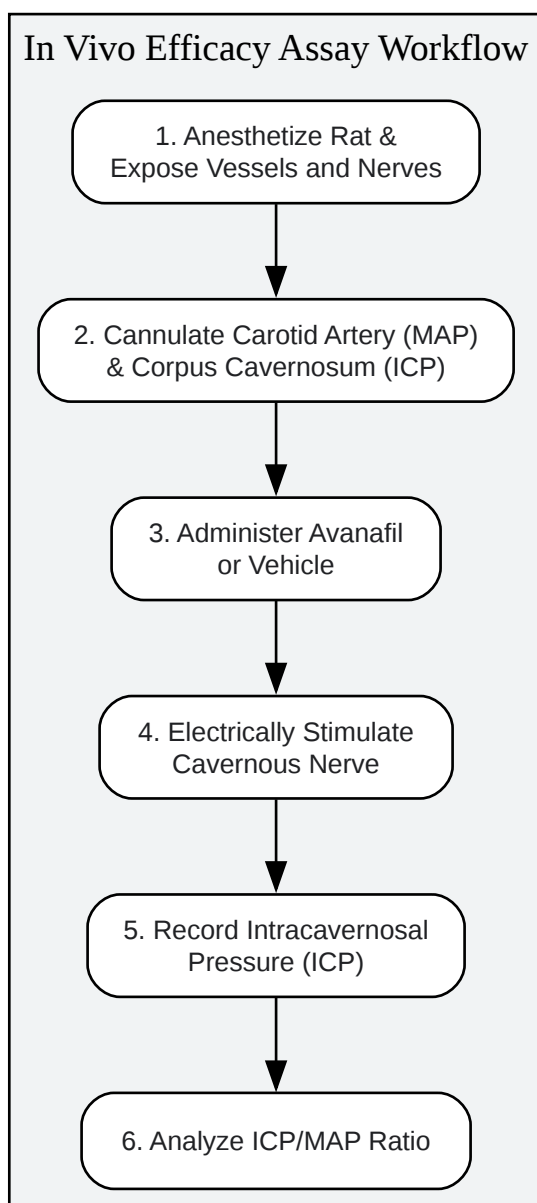 In Vivo Efficacy Assay Workflow
1. Anesthetize Rat &
Expose Vessels and Nerves
2. Cannulate Carotid Artery (MAP)
& Corpus Cavernosum (ICP)
3. Administer Avanafil
or Vehicle
4. Electrically Stimulate
Cavernous Nerve
5. Record Intracavernosal
Pressure (ICP)
6. Analyze ICP/MAP Ratio